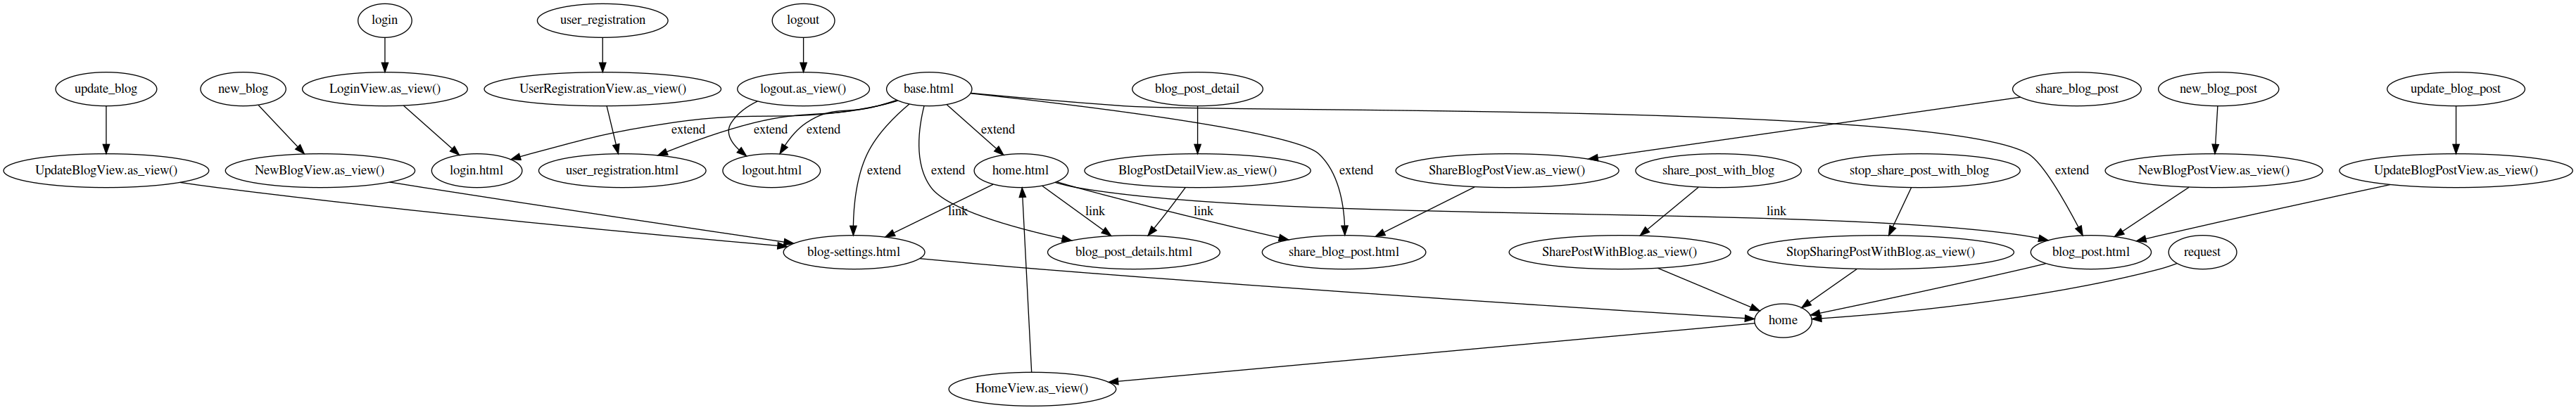 login
user_registration
logout
update_blog
new_blog
LoginView.as_view()
UserRegistrationView.as_view()
logout.as_view()
base.html
blog_post_detail
share_blog_post
new_blog_post
update_blog_post
extend
extend
extend
extend
UpdateBlogView.as_view()
NewBlogView.as_view()
login.html
user_registration.html
logout.html
extend
extend
home.html
BlogPostDetailView.as_view()
extend
ShareBlogPostView.as_view()
share_post_with_blog
stop_share_post_with_blog
extend
NewBlogPostView.as_view()
UpdateBlogPostView.as_view()
link
link
link
link
blog-settings.html
blog_post_details.html
share_blog_post.html
SharePostWithBlog.as_view()
StopSharingPostWithBlog.as_view()
blog_post.html
request
home
HomeView.as_view()